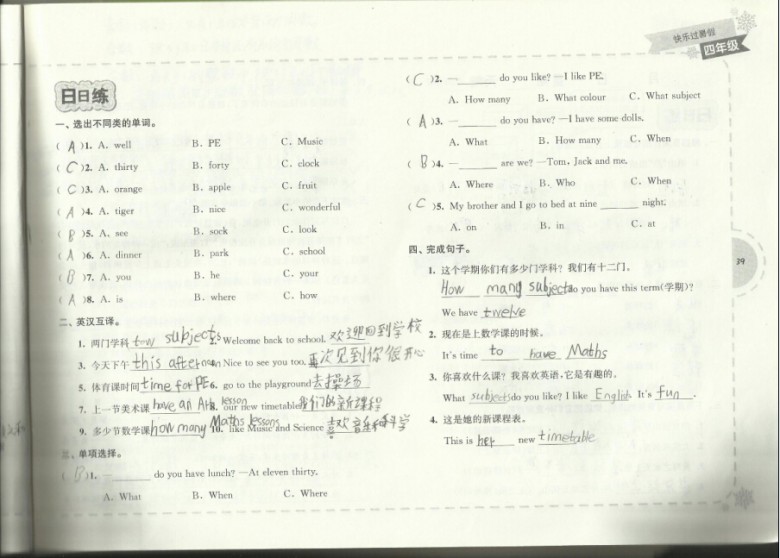 快乐过暑假
四年级
日日练
一、选出不同类的单词。
( A )1. A. well B. PE C. Music
( C )2. A. thirty B. forty C. clock
( C )3. A. orange B. apple C. fruit
( A )4. A. tiger B. nice C. wonderful
( B )5. A. see B. sock C. look
( A )6. A. dinner B. park C. school
( B )7. A. you B. he C. your
( A )8. A. is B. where C. how
二、英汉互译。
1. 两门学科 tow subjects 2. Welcome back to school. 欢迎回到学校
3. 今天下午 this afternoon 4. Nice to see you too. 再次见到你很开心
5. 体育课时间 time for PE 6. go to the playground 去操场
7. 上一节美术课 have an Art lesson 8. our new timetable 我们的新课程
9. 多少节数学课 how many Maths lessons 10. like Music and Science 喜欢音乐和科学
三、单项选择。
( B )1. — ______ do you have lunch? —At eleven thirty.
A. What B. When C. Where
( C )2. — ______ do you like? —I like PE.
A. How many B. What colour C. What subject
( A )3. — ______ do you have? —I have some dolls.
A. What B. How many C. When
( B )4. — ______ are we? —Tom, Jack and me.
A. Where B. Who C. When
( C )5. My brother and I go to bed at nine ______ night.
A. on B. in C. at
四、完成句子。
1. 这个学期你们有多少门学科? 我们有十二门。
How many subjects do you have this term(学期)?
We have twelve
2. 现在是上数学课的时候。
It's time to have Maths
3. 你喜欢什么课? 我喜欢英语,它是有趣的。
What subjects do you like? I like English. It's fun.
4. 这是她的新课程表。
This is her new timetable
39